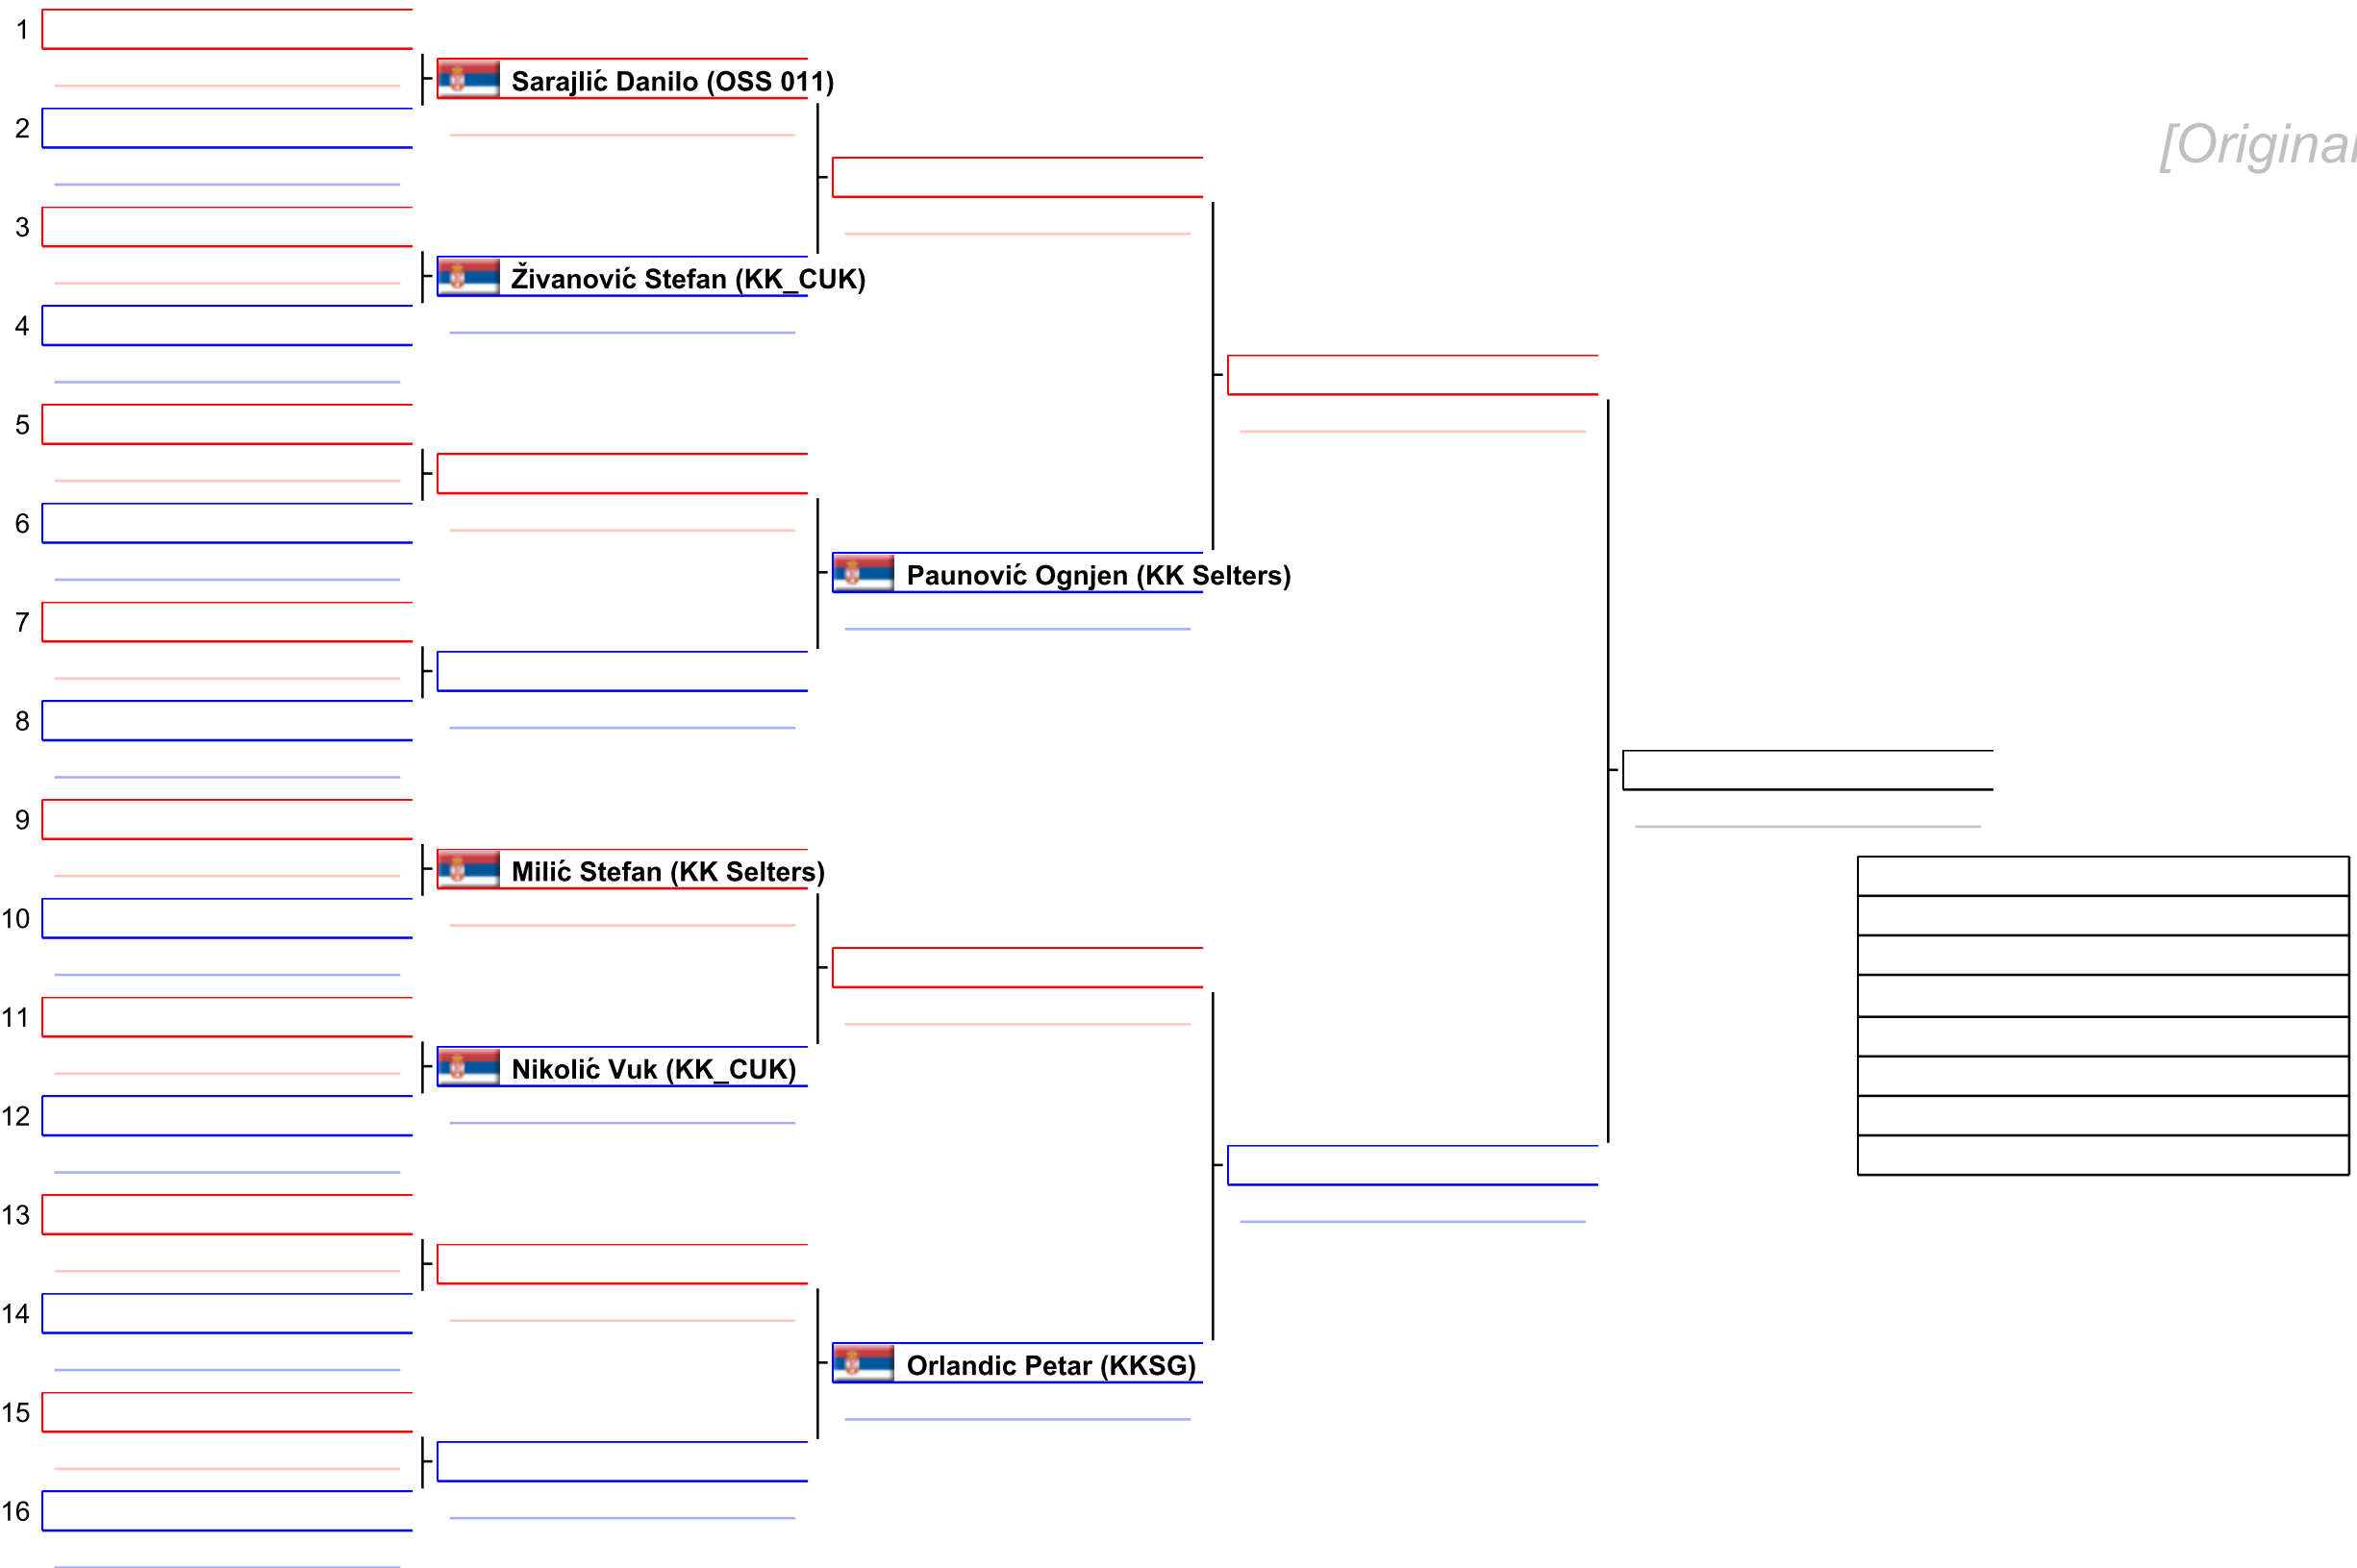 1
Sarajlić Danilo (OSS 011)
2
[Original
3
Živanović Stefan (KK_CUK)
4
5
6
Paunović Ognjen (KK Selters)
7
8
9
Milić Stefan (KK Selters)
10
11
Nikolić Vuk (KK_CUK)
12
13
14
Orlandic Petar (KKSG)
15
16